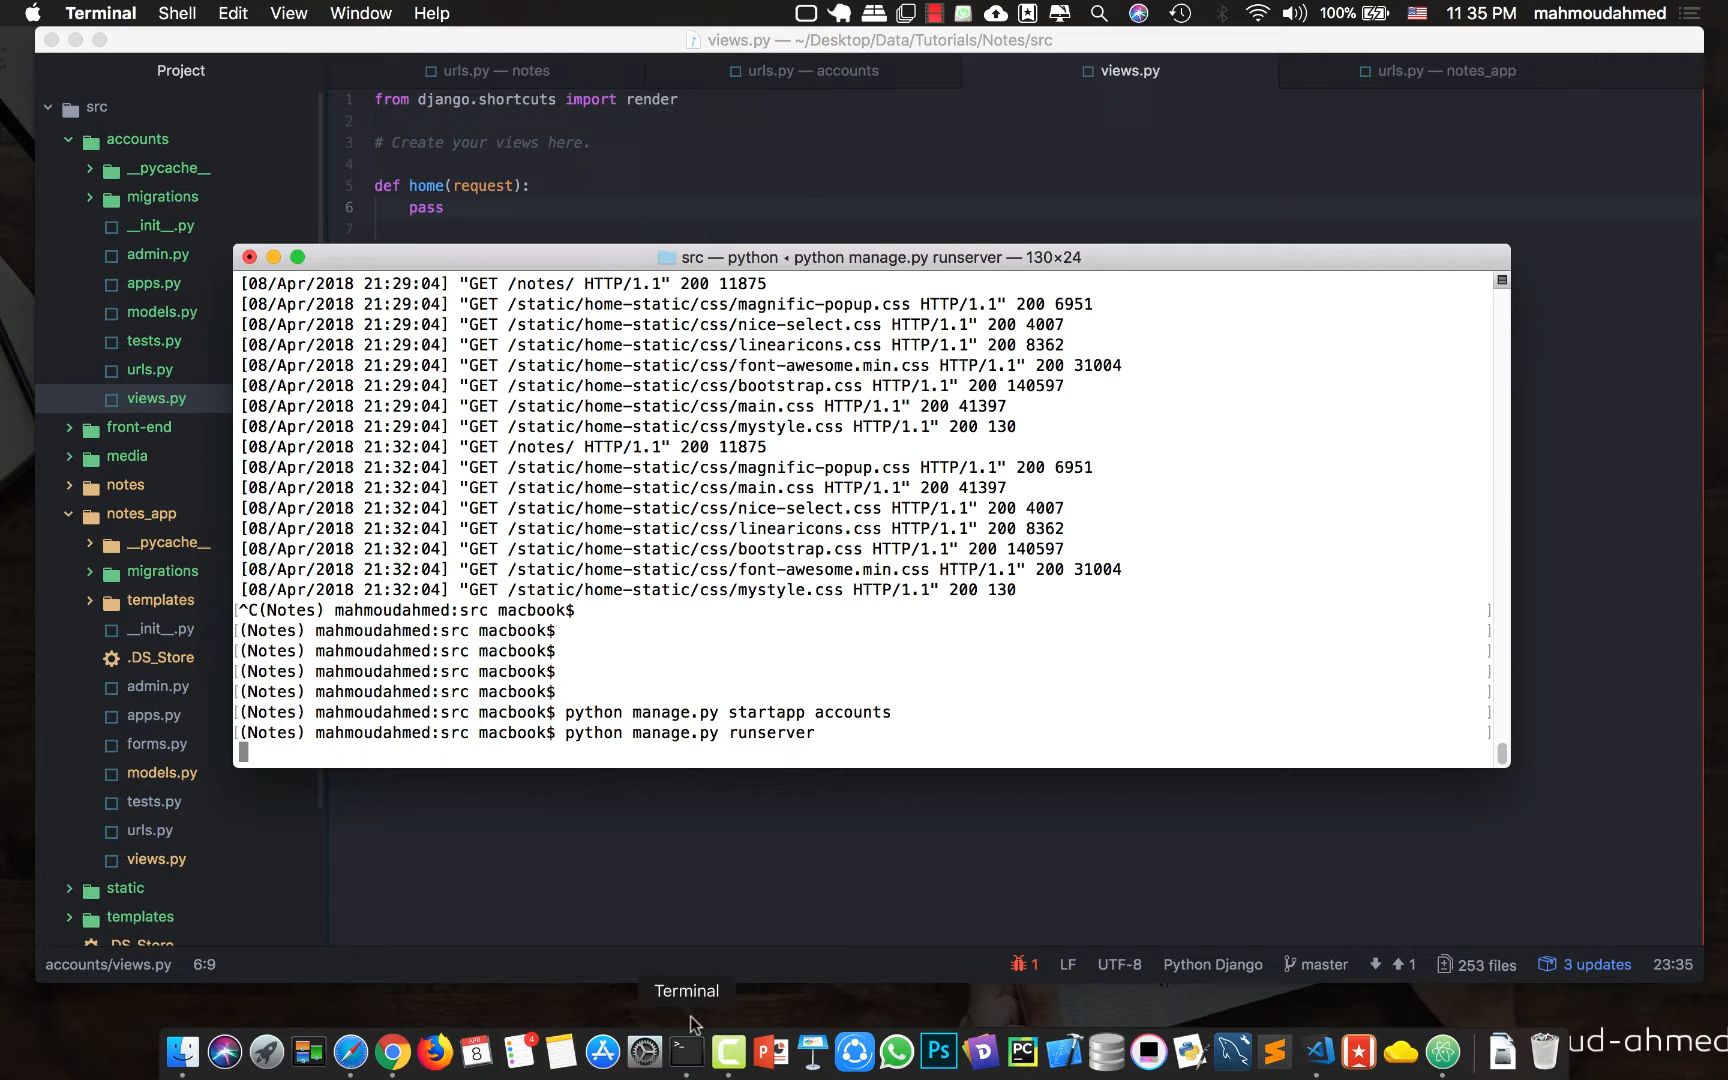 Terminal Shell Edit View Window Help 100% 11 35 PM mahmoudahmed
views.py — ~/Desktop/Data/Tutorials/Notes/src
Project urls.py — notes urls.py — accounts views.py urls.py — notes_app
src
accounts
__pycache__
migrations
__init__.py
admin.py
apps.py
models.py
tests.py
urls.py
views.py
front-end
media
notes
notes_app
__pycache__
migrations
templates
__init__.py
.DS_Store
admin.py
apps.py
forms.py
models.py
tests.py
urls.py
views.py
static
templates
.DS_Store
1 from django.shortcuts import render
2
3 # Create your views here.
4
5 def home(request):
6 pass
7
src — python ◂ python manage.py runserver — 130×24
[08/Apr/2018 21:29:04] "GET /notes/ HTTP/1.1" 200 11875
[08/Apr/2018 21:29:04] "GET /static/home-static/css/magnific-popup.css HTTP/1.1" 200 6951
[08/Apr/2018 21:29:04] "GET /static/home-static/css/nice-select.css HTTP/1.1" 200 4007
[08/Apr/2018 21:29:04] "GET /static/home-static/css/linearicons.css HTTP/1.1" 200 8362
[08/Apr/2018 21:29:04] "GET /static/home-static/css/font-awesome.min.css HTTP/1.1" 200 31004
[08/Apr/2018 21:29:04] "GET /static/home-static/css/bootstrap.css HTTP/1.1" 200 140597
[08/Apr/2018 21:29:04] "GET /static/home-static/css/main.css HTTP/1.1" 200 41397
[08/Apr/2018 21:29:04] "GET /static/home-static/css/mystyle.css HTTP/1.1" 200 130
[08/Apr/2018 21:32:04] "GET /notes/ HTTP/1.1" 200 11875
[08/Apr/2018 21:32:04] "GET /static/home-static/css/magnific-popup.css HTTP/1.1" 200 6951
[08/Apr/2018 21:32:04] "GET /static/home-static/css/main.css HTTP/1.1" 200 41397
[08/Apr/2018 21:32:04] "GET /static/home-static/css/nice-select.css HTTP/1.1" 200 4007
[08/Apr/2018 21:32:04] "GET /static/home-static/css/linearicons.css HTTP/1.1" 200 8362
[08/Apr/2018 21:32:04] "GET /static/home-static/css/bootstrap.css HTTP/1.1" 200 140597
[08/Apr/2018 21:32:04] "GET /static/home-static/css/font-awesome.min.css HTTP/1.1" 200 31004
[08/Apr/2018 21:32:04] "GET /static/home-static/css/mystyle.css HTTP/1.1" 200 130
[^C(Notes) mahmoudahmed:src macbook$ ]
[(Notes) mahmoudahmed:src macbook$ ]
[(Notes) mahmoudahmed:src macbook$ ]
[(Notes) mahmoudahmed:src macbook$ ]
[(Notes) mahmoudahmed:src macbook$ ]
[(Notes) mahmoudahmed:src macbook$ python manage.py startapp accounts ]
[(Notes) mahmoudahmed:src macbook$ python manage.py runserver ]
accounts/views.py 6:9 1 LF UTF-8 Python Django master 1 253 files 3 updates 23:35
Terminal
APR
8
4
Ps
D
PC
ud-ahmed